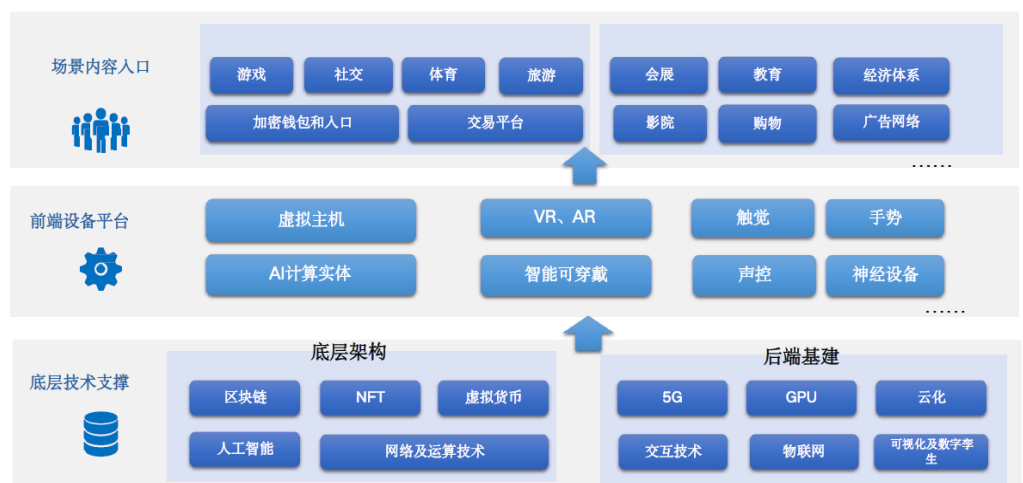 场景内容入口
游戏
社交
体育
旅游
加密钱包和人口
交易平台
会展
教育
经济体系
影院
购物
广告网络
······
前端设备平台
虚拟主机
VR、AR
触觉
手势
AI计算实体
智能可穿戴
声控
神经设备
······
底层技术支撑
底层架构
区块链
NFT
虚拟货币
人工智能
网络及运算技术
后端基建
5G
GPU
云化
交互技术
物联网
可视化及数字孪
生